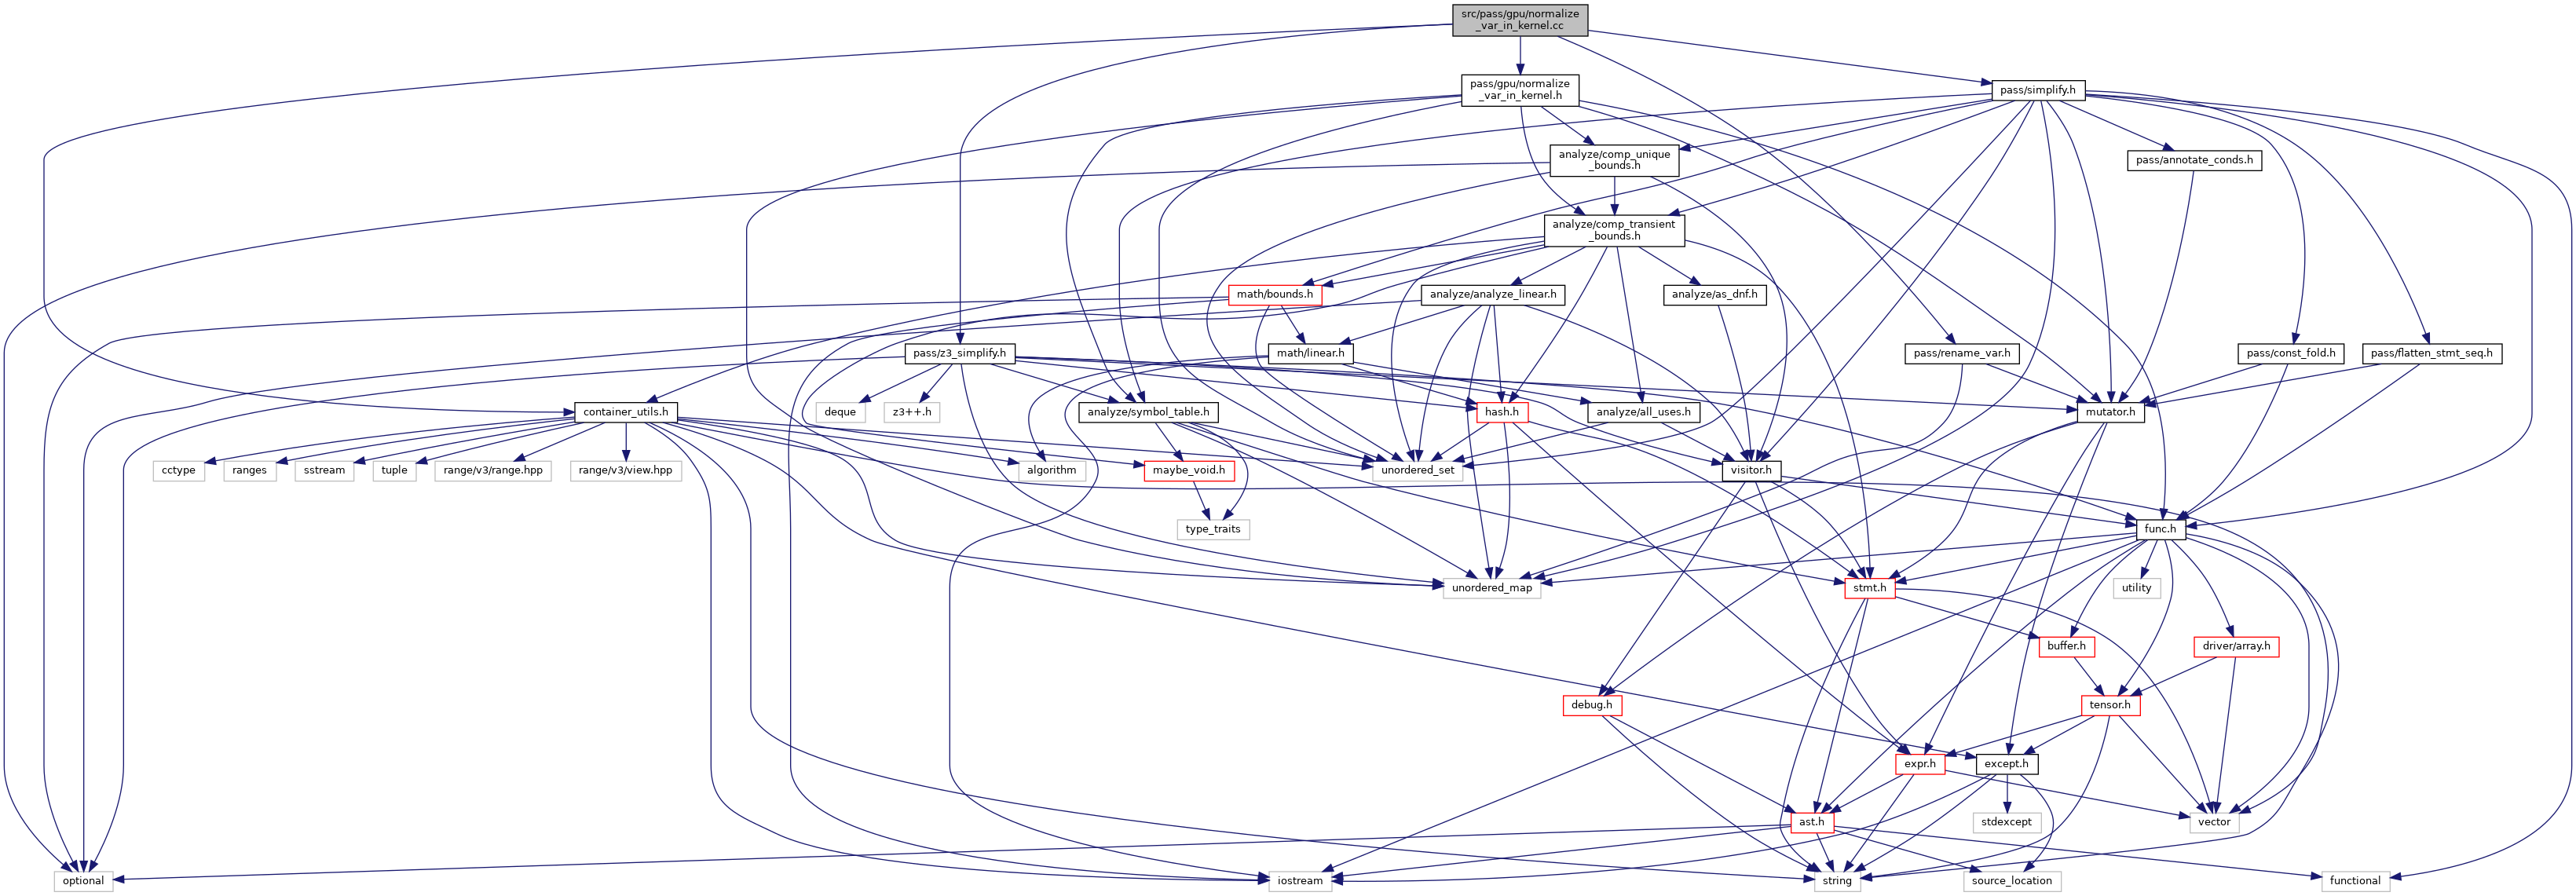 src/pass/gpu/normalize
_var_in_kernel.cc
pass/gpu/normalize
_var_in_kernel.h
pass/simplify.h
analyze/comp_unique
_bounds.h
pass/annotate_conds.h
analyze/comp_transient
_bounds.h
math/bounds.h
analyze/analyze_linear.h
analyze/as_dnf.h
pass/z3_simplify.h
math/linear.h
pass/rename_var.h
pass/const_fold.h
pass/flatten_stmt_seq.h
container_utils.h
deque
z3++.h
analyze/symbol_table.h
hash.h
analyze/all_uses.h
mutator.h
cctype
ranges
sstream
tuple
range/v3/range.hpp
range/v3/view.hpp
algorithm
maybe_void.h
unordered_set
visitor.h
type_traits
func.h
unordered_map
stmt.h
utility
buffer.h
driver/array.h
debug.h
tensor.h
expr.h
except.h
ast.h
stdexcept
vector
optional
iostream
string
source_location
functional